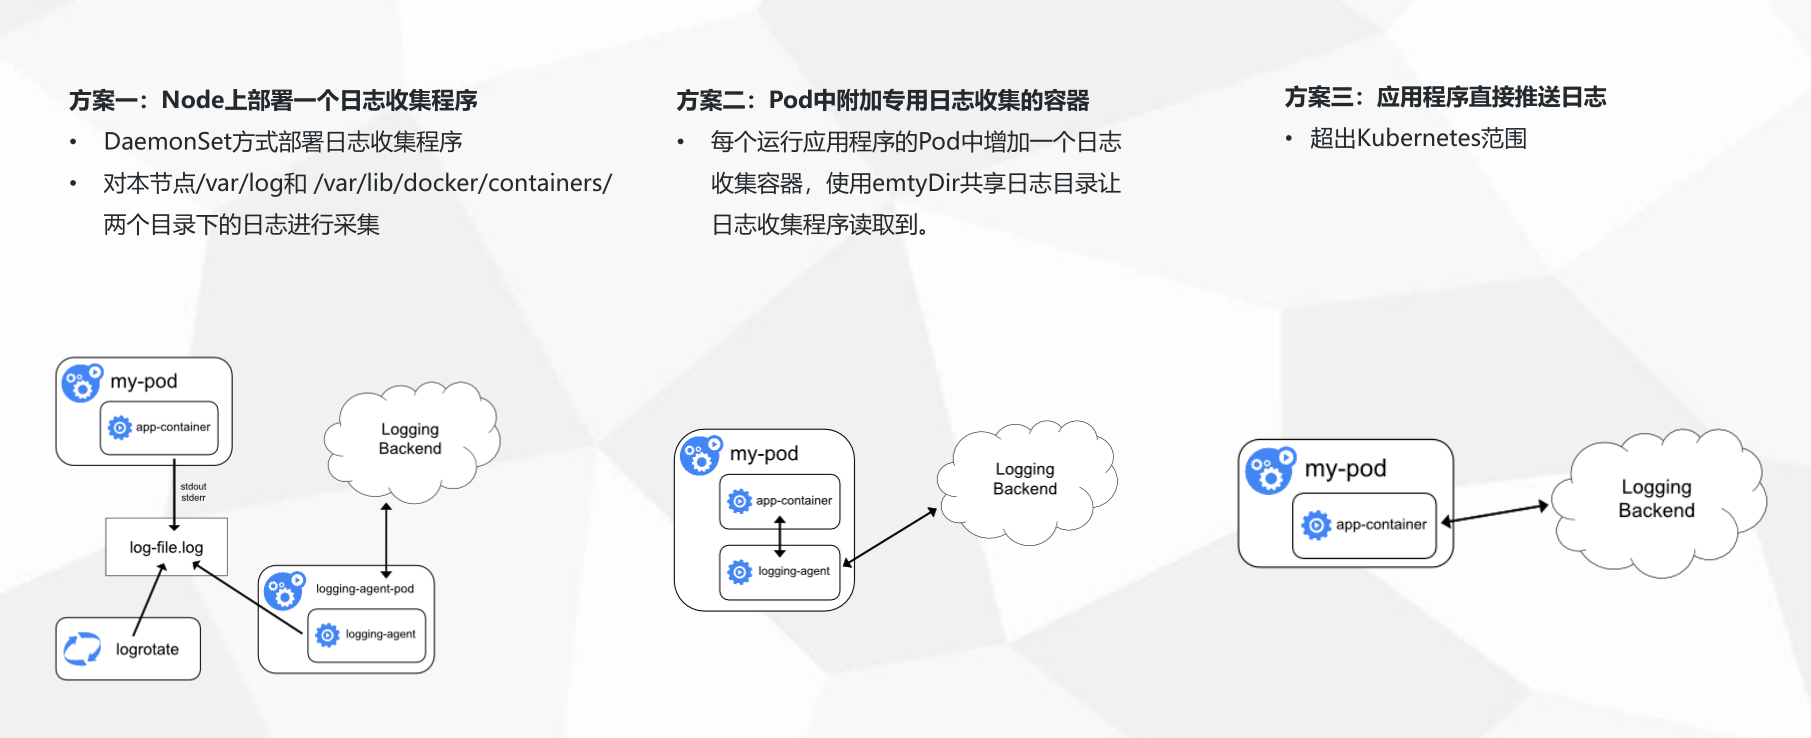 方案一：Node上部署一个日志收集程序
• DaemonSet方式部署日志收集程序
• 对本节点/var/log和 /var/lib/docker/containers/
两个目录下的日志进行采集
方案二：Pod中附加专用日志收集的容器
• 每个运行应用程序的Pod中增加一个日志
收集容器，使用emtyDir共享日志目录让
日志收集程序读取到。
方案三：应用程序直接推送日志
• 超出Kubernetes范围
my-pod
app-container
stdout
stderr
log-file.log
logrotate
Logging
Backend
logging-agent-pod
logging-agent
my-pod
app-container
logging-agent
Logging
Backend
my-pod
app-container
Logging
Backend